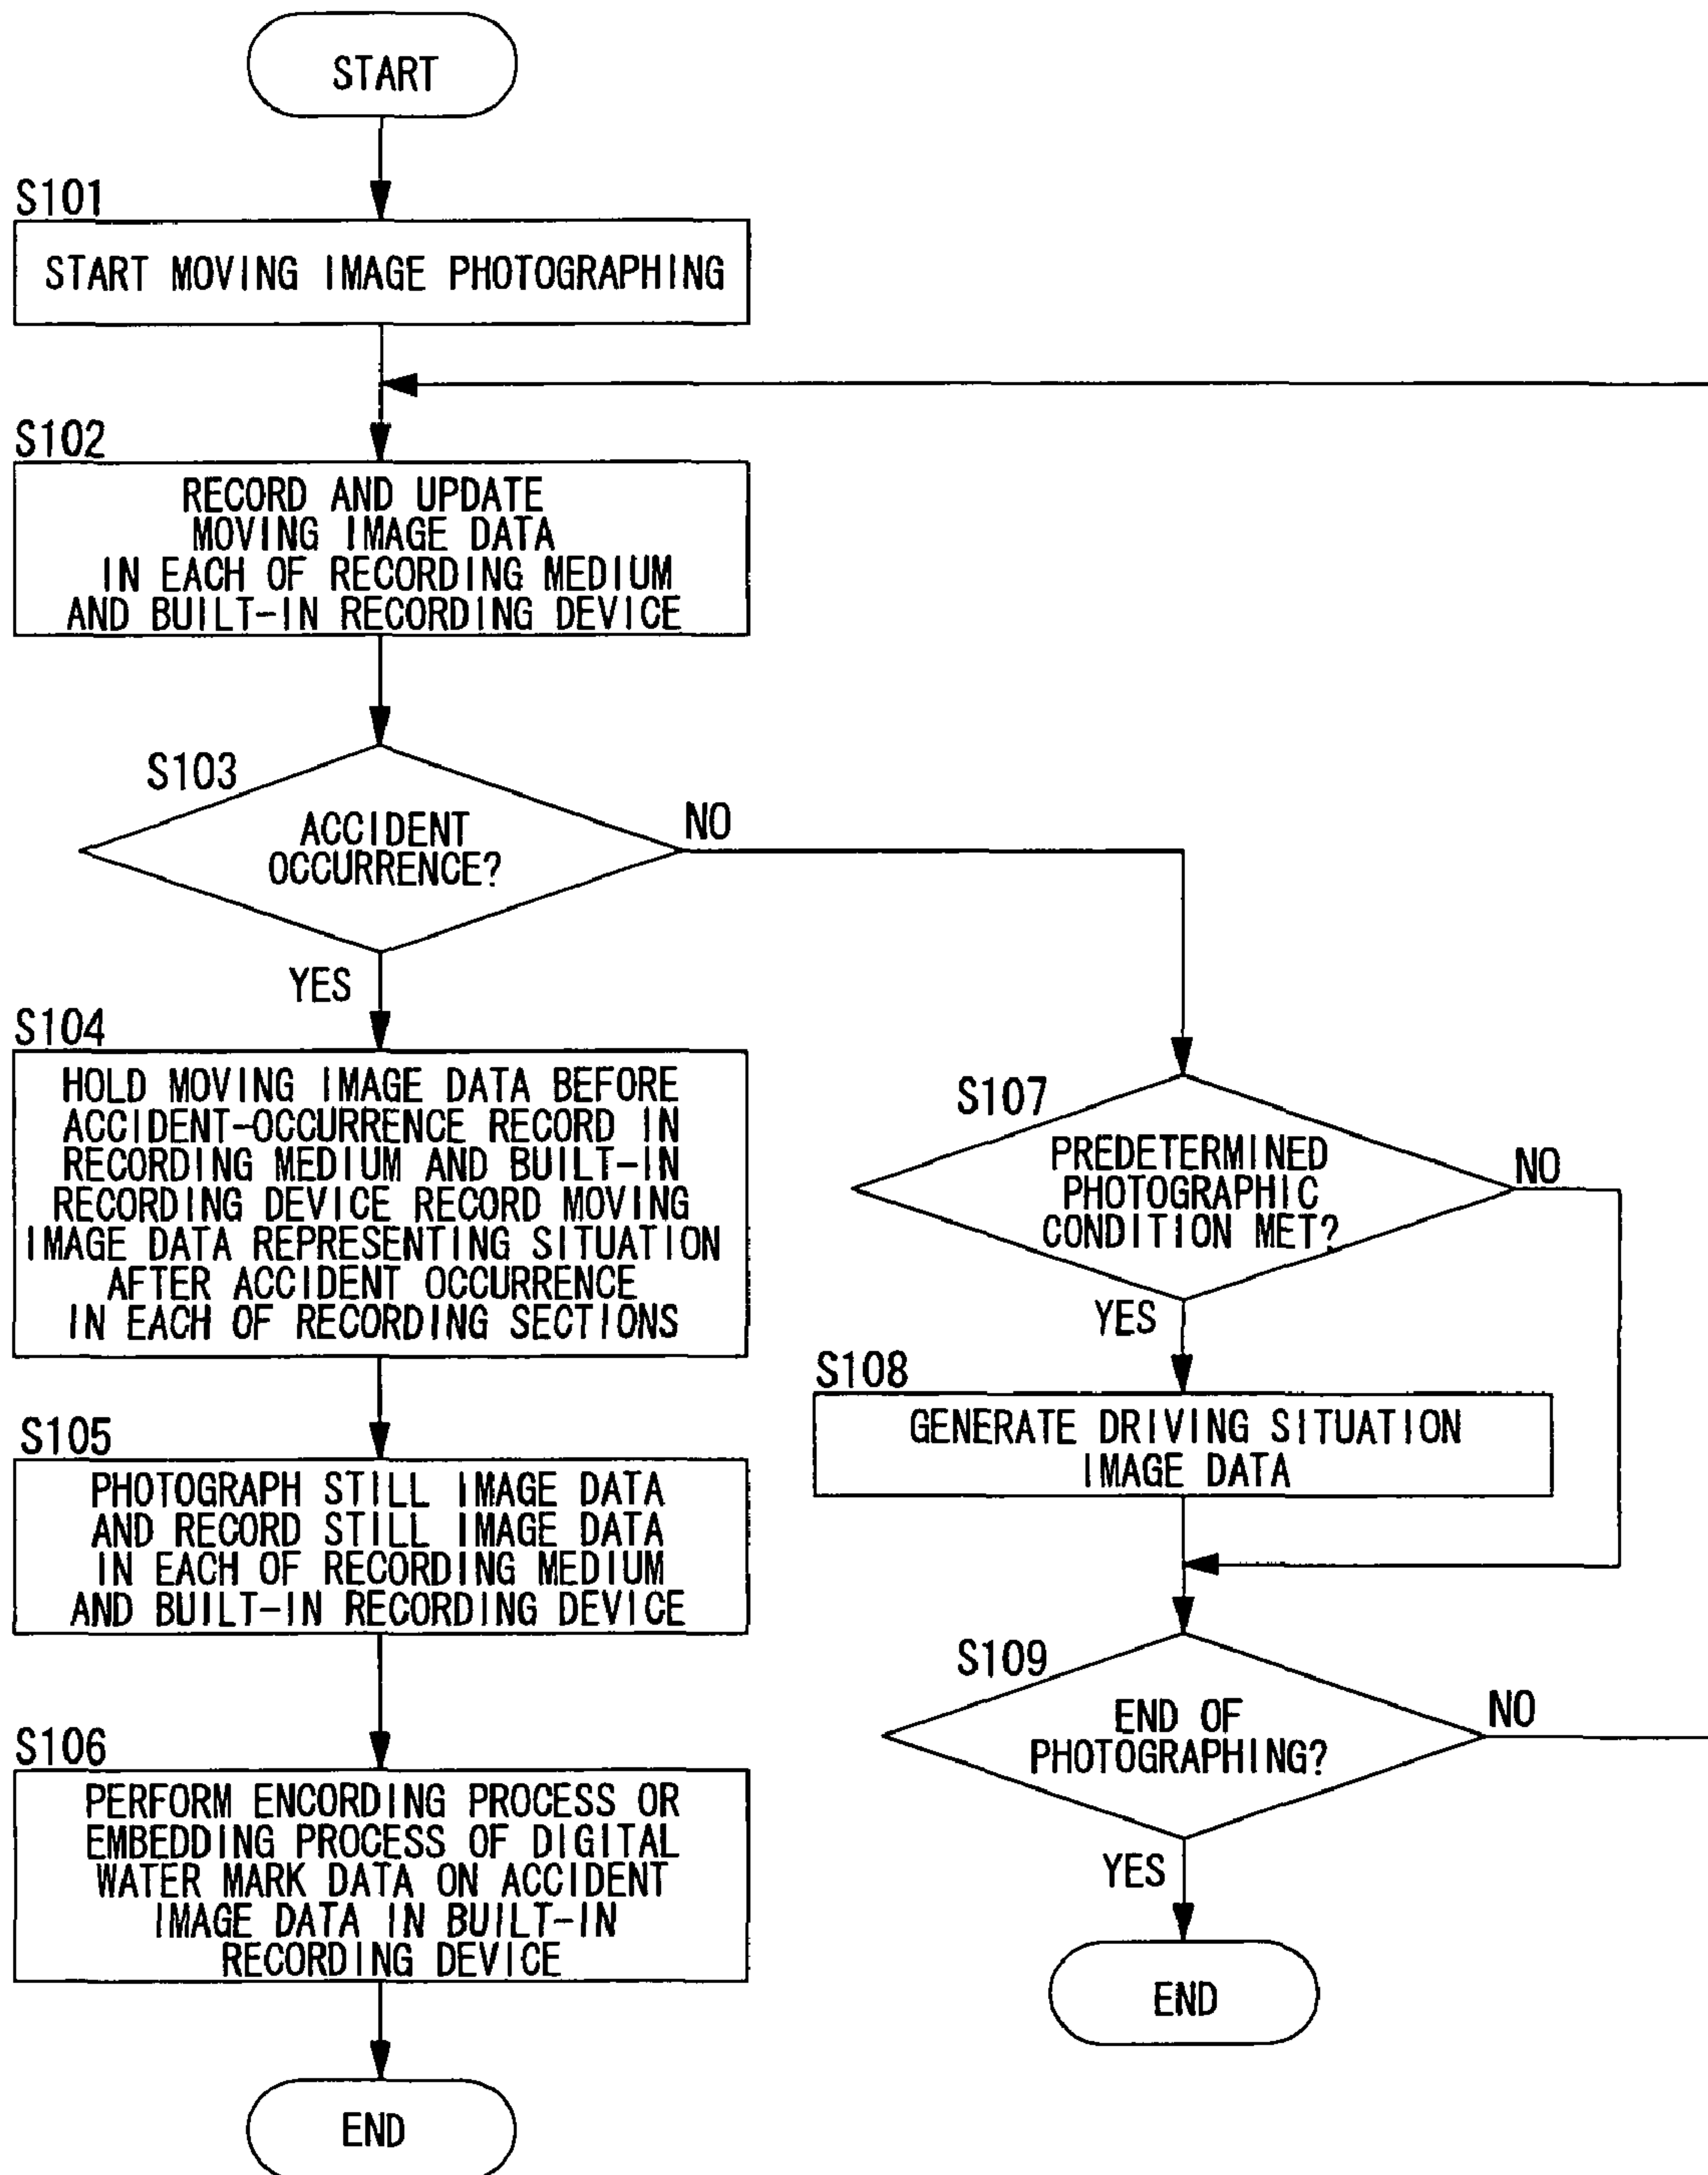 START
S101
START MOVING IMAGE PHOTOGRAPHING
S102
RECORD AND UPDATE
MOVING IMAGE DATA
IN EACH OF RECORDING MEDIUM
AND BUILT-IN RECORDING DEVICE
S103
ACCIDENT
OCCURRENCE?
NO
YES
S104
HOLD MOVING IMAGE DATA BEFORE
ACCIDENT-OCCURRENCE RECORD IN
RECORDING MEDIUM AND BUILT-IN
RECORDING DEVICE RECORD MOVING
IMAGE DATA REPRESENTING SITUATION
AFTER ACCIDENT OCCURRENCE
IN EACH OF RECORDING SECTIONS
S105
PHOTOGRAPH STILL IMAGE DATA
AND RECORD STILL IMAGE DATA
IN EACH OF RECORDING MEDIUM
AND BUILT-IN RECORDING DEVICE
S106
PERFORM ENCORDING PROCESS OR
EMBEDDING PROCESS OF DIGITAL
WATER MARK DATA ON ACCIDENT
IMAGE DATA IN BUILT-IN
RECORDING DEVICE
END
S107
PREDETERMINED
PHOTOGRAPHIC
CONDITION MET?
NO
YES
S108
GENERATE DRIVING SITUATION
IMAGE DATA
S109
END OF
PHOTOGRAPHING?
NO
YES
END